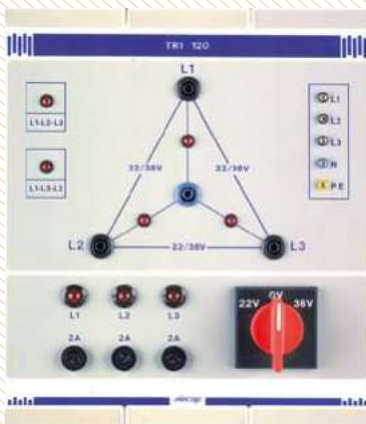 TRI 120
L1
L1-L2-L3
L1-L3-L2
22/38V
22/38V
L2
22/38V
L3
L1
L2
L3
N
P.E
L1 L2 L3
2A 2A 2A
22V 0V 38V